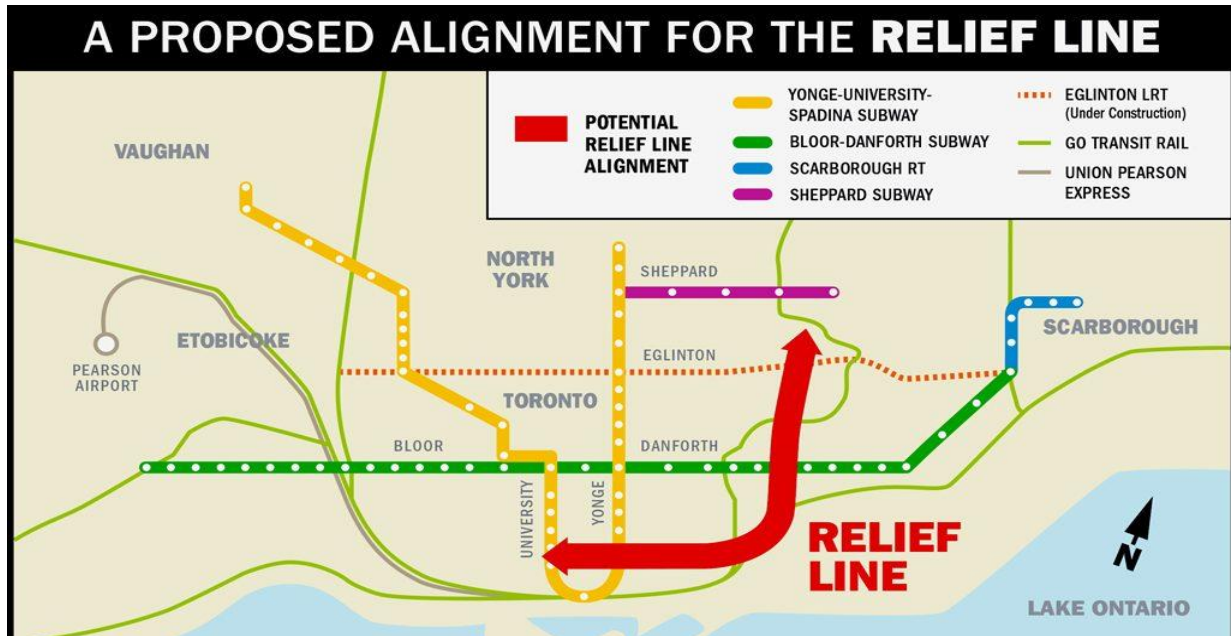 A PROPOSED ALIGNMENT FOR THE RELIEF LINE
POTENTIAL
RELIEF LINE
ALIGNMENT
YONGE-UNIVERSITY-
SPADINA SUBWAY
BLOOR-DANFORTH SUBWAY
SCARBOROUGH RT
SHEPPARD SUBWAY
EGLINTON LRT
(Under Construction)
GO TRANSIT RAIL
UNION PEARSON
EXPRESS
VAUGHAN
NORTH
YORK
SHEPPARD
ETOBICOKE
SCARBOROUGH
PEARSON
AIRPORT
EGLINTON
TORONTO
BLOOR
DANFORTH
UNIVERSITY
YONGE
RELIEF
LINE
N
LAKE ONTARIO